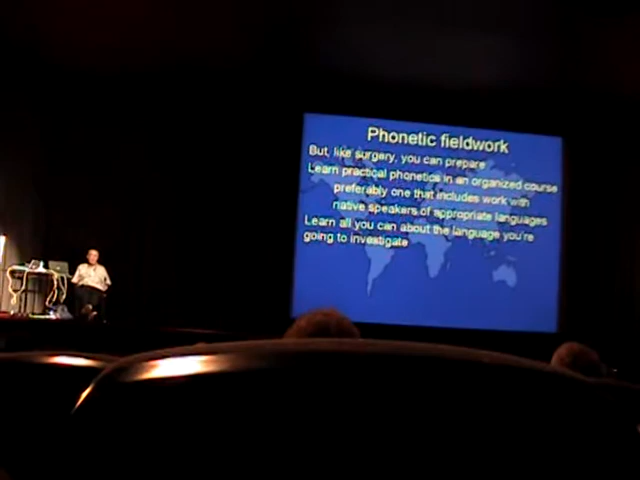 Phonetic fieldwork
But, like surgery, you can prepare
Learn practical phonetics in an organized course
preferably one that includes work with
native speakers of appropriate languages
Learn all you can about the language you're
going to investigate